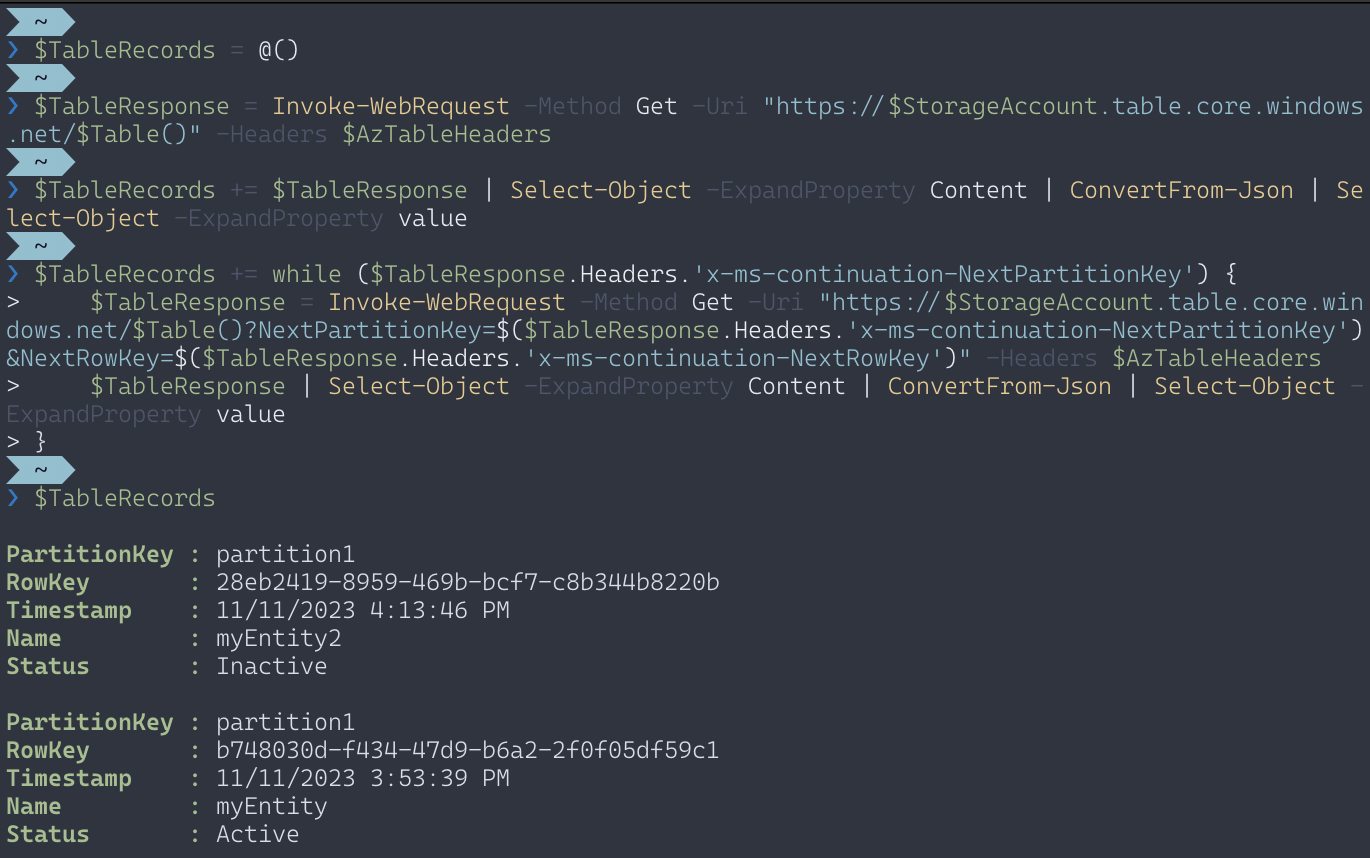 ~
❯ $TableRecords = @()
~
❯ $TableResponse = Invoke-WebRequest -Method Get -Uri "https://$StorageAccount.table.core.windows
.net/$Table()" -Headers $AzTableHeaders
~
❯ $TableRecords += $TableResponse | Select-Object -ExpandProperty Content | ConvertFrom-Json | Se
lect-Object -ExpandProperty value
~
❯ $TableRecords += while ($TableResponse.Headers.'x-ms-continuation-NextPartitionKey') {
>     $TableResponse = Invoke-WebRequest -Method Get -Uri "https://$StorageAccount.table.core.win
dows.net/$Table()?NextPartitionKey=$($TableResponse.Headers.'x-ms-continuation-NextPartitionKey')
&NextRowKey=$($TableResponse.Headers.'x-ms-continuation-NextRowKey')" -Headers $AzTableHeaders
>     $TableResponse | Select-Object -ExpandProperty Content | ConvertFrom-Json | Select-Object -
ExpandProperty value
> }
~
❯ $TableRecords
PartitionKey : partition1
RowKey       : 28eb2419-8959-469b-bcf7-c8b344b8220b
Timestamp    : 11/11/2023 4:13:46 PM
Name         : myEntity2
Status       : Inactive
PartitionKey : partition1
RowKey       : b748030d-f434-47d9-b6a2-2f0f05df59c1
Timestamp    : 11/11/2023 3:53:39 PM
Name         : myEntity
Status       : Active